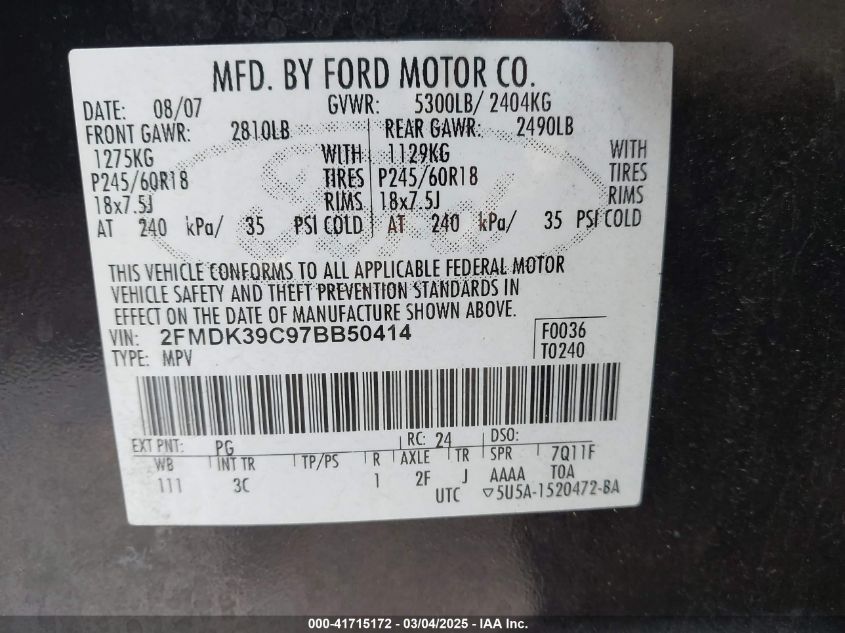 MFD. BY FORD MOTOR CO.
DATE: 08/07 GVWR: 5300LB/ 2404KG
FRONT GAWR: 2810LB REAR GAWR: 2490LB
1275KG WITH 1129KG WITH
P245/60R18 TIRES P245/60R18 TIRES
18x7.5J RIMS 18x7.5J RIMS
AT 240 kPa/ 35 PSI COLD AT 240 kPa/ 35 PSI COLD
THIS VEHICLE CONFORMS TO ALL APPLICABLE FEDERAL MOTOR
VEHICLE SAFETY AND THEFT PREVENTION STANDARDS IN
EFFECT ON THE DATE OF MANUFACTURE SHOWN ABOVE.
VIN: 2FMDK39C97BB50414 F0036
TYPE: MPV T0240
EXT PNT: PG RC: 24 DSO:
WB INT TR TP/PS R AXLE TR SPR 7Q11F
111 3C 1 2F J AAAA TOA
UTC ▽5U5A-1520472-BA
000-41715172 — 03/04/2025 — IAA Inc.